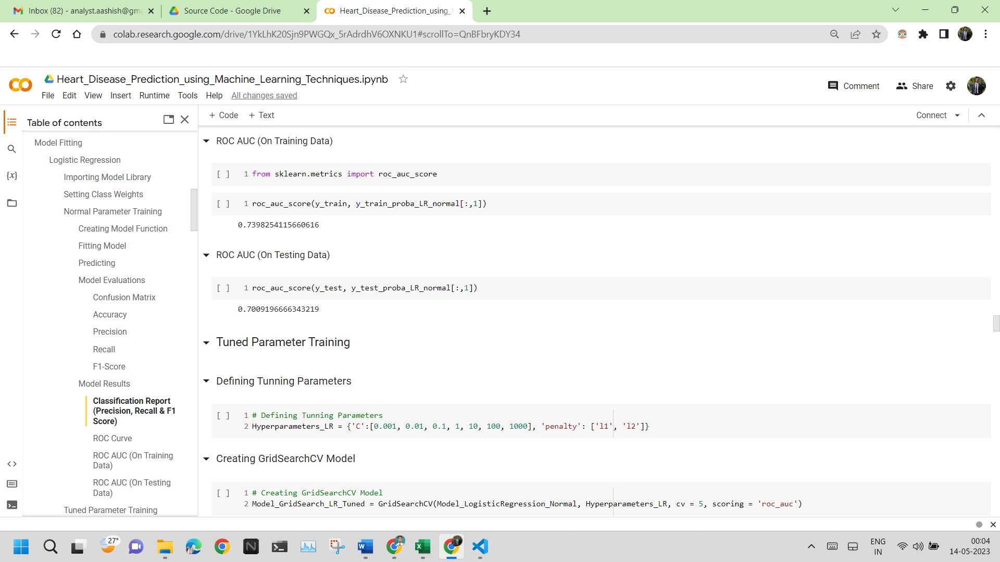 Inbox (82) - analyst.aashish@gm
Source Code - Google Drive
Heart_Disease_Prediction_using_M
colab.research.google.com/drive/1YkLhK20Sjn9PWGQx_5rAdrdhV6OXNKU1#scrollTo=QnBFbryKDY34
Heart_Disease_Prediction_using_Machine_Learning_Techniques.ipynb
Comment
Share
File Edit View Insert Runtime Tools Help All changes saved
Table of contents
+ Code + Text
Connect
Model Fitting
Logistic Regression
Importing Model Library
Setting Class Weights
Normal Parameter Training
Creating Model Function
Fitting Model
Predicting
Model Evaluations
Confusion Matrix
Accuracy
Precision
Recall
F1-Score
Model Results
Classification Report
(Precision, Recall & F1
Score)
ROC Curve
ROC AUC (On Training
Data)
ROC AUC (On Testing
Data)
Tuned Parameter Training
ROC AUC (On Training Data)
[ ] 1 from sklearn.metrics import roc_auc_score
[ ] 1 roc_auc_score(y_train, y_train_proba_LR_normal[:,1])
0.7398254115660616
ROC AUC (On Testing Data)
[ ] 1 roc_auc_score(y_test, y_test_proba_LR_normal[:,1])
0.7009196666343219
Tuned Parameter Training
Defining Tunning Parameters
[ ] 1 # Defining Tunning Parameters
2 Hyperparameters_LR = {'C':[0.001, 0.01, 0.1, 1, 10, 100, 1000], 'penalty': ['l1', 'l2']}
Creating GridSearchCV Model
[ ] 1 # Creating GridSearchCV Model
2 Model_GridSearch_LR_Tuned = GridSearchCV(Model_LogisticRegression_Normal, Hyperparameters_LR, cv = 5, scoring = 'roc_auc')
27°
ENG
IN
00:04
14-05-2023